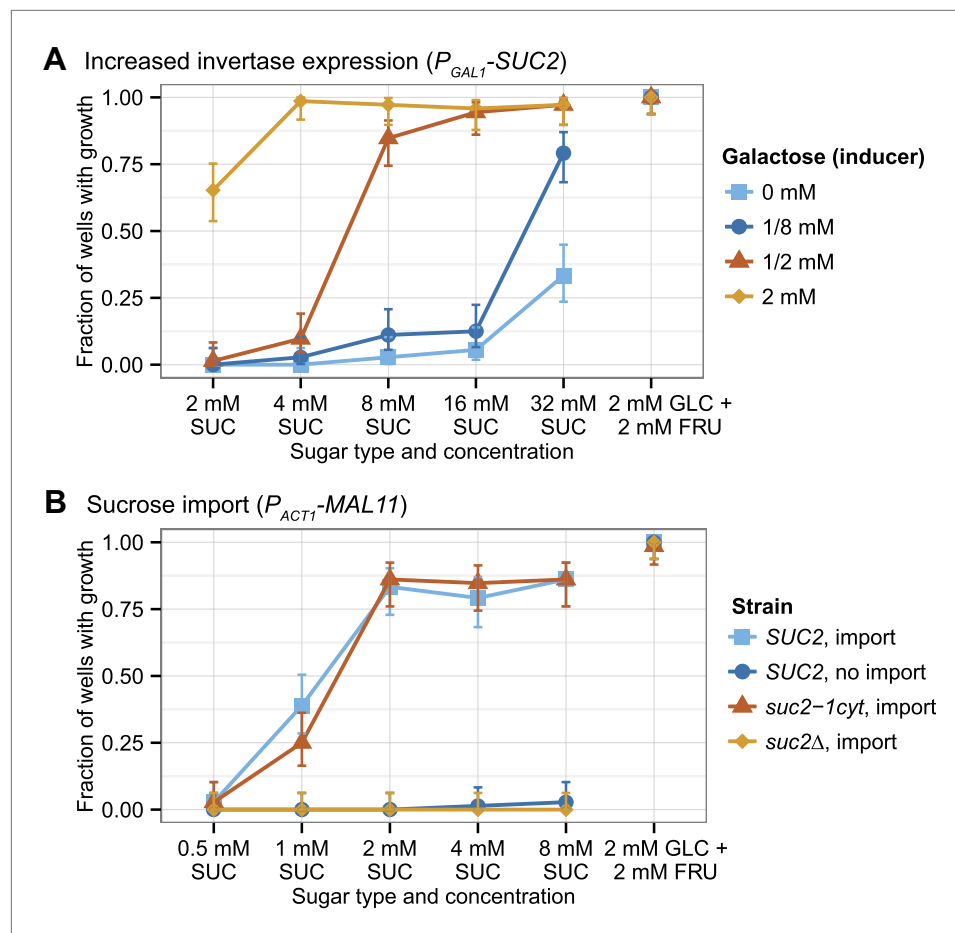 A Increased invertase expression (P_GAL1-SUC2)
Fraction of wells with growth
1.00
0.75
0.50
0.25
0.00
2 mM 4 mM 8 mM 16 mM 32 mM 2 mM GLC +
SUC SUC SUC SUC SUC 2 mM FRU
Sugar type and concentration
Galactose (inducer)
0 mM
1/8 mM
1/2 mM
2 mM
B Sucrose import (P_ACT1-MAL11)
Fraction of wells with growth
1.00
0.75
0.50
0.25
0.00
0.5 mM 1 mM 2 mM 4 mM 8 mM 2 mM GLC +
SUC SUC SUC SUC SUC 2 mM FRU
Sugar type and concentration
Strain
SUC2, import
SUC2, no import
suc2−1cyt, import
suc2Δ, import